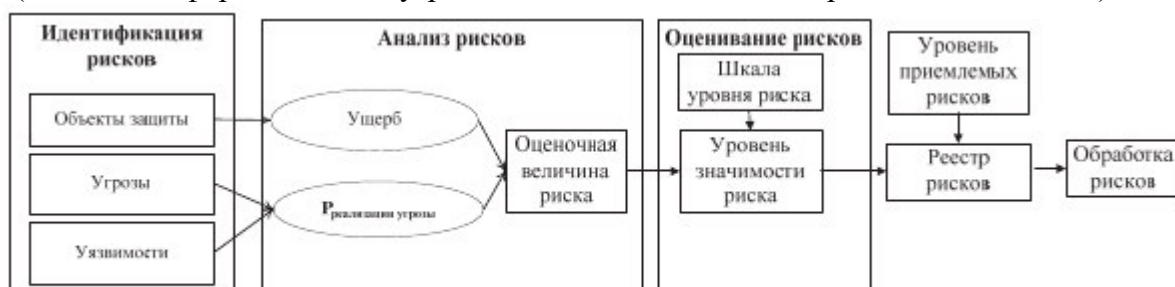 Идентификация
рисков
Объекты защиты
Угрозы
Уязвимости
Анализ рисков
Ущерб
Pреализации угрозы
Оценочная
величина
риска
Оценивание рисков
Шкала
уровня риска
Уровень
значимости
риска
Уровень
приемлемых
рисков
Реестр
рисков
Обработка
рисков